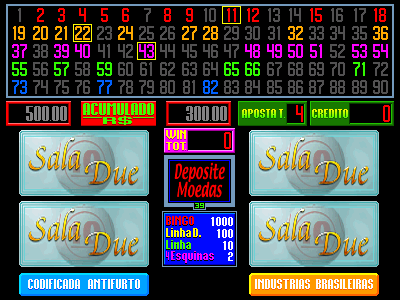 1 2 3 4 5 6 7 8 9 10 11 12 13 14 15 16 17 18
19 20 21 22 23 24 25 26 27 28 29 30 31 32 33 34 35 36
37 38 39 40 41 42 43 44 45 46 47 48 49 50 51 52 53 54
55 56 57 58 59 60 61 62 63 64 65 66 67 68 69 70 71 72
73 74 75 76 77 78 79 80 81 82 83 84 85 86 87 88 89 90
500.00 ACUMULADO R$ 300.00 APOSTA T. 4 CREDITO 0
WIN TOT 0
Sala Due
Sala Due
Deposite
Moedas
39
Sala Due
Sala Due
BINGO 1000
Linha D. 100
Linha 10
4Esquinas 2
CODIFICADA ANTIFURTO
INDUSTRIAS BRASILEIRAS